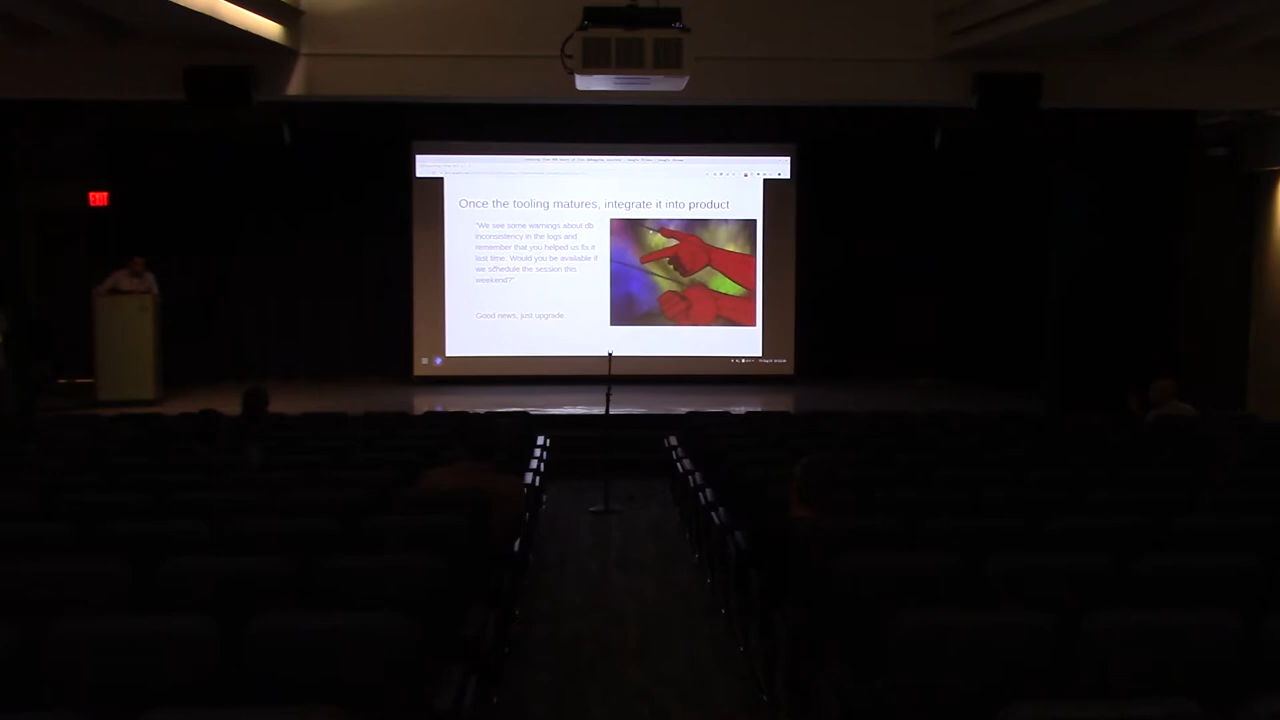 EXIT
Once the tooling matures, integrate it into product
"We see some warnings about db
inconsistency in the logs and
remember that you helped us fix it
last time. Would you be available if
we schedule the session this
weekend?"
Good news, just upgrade